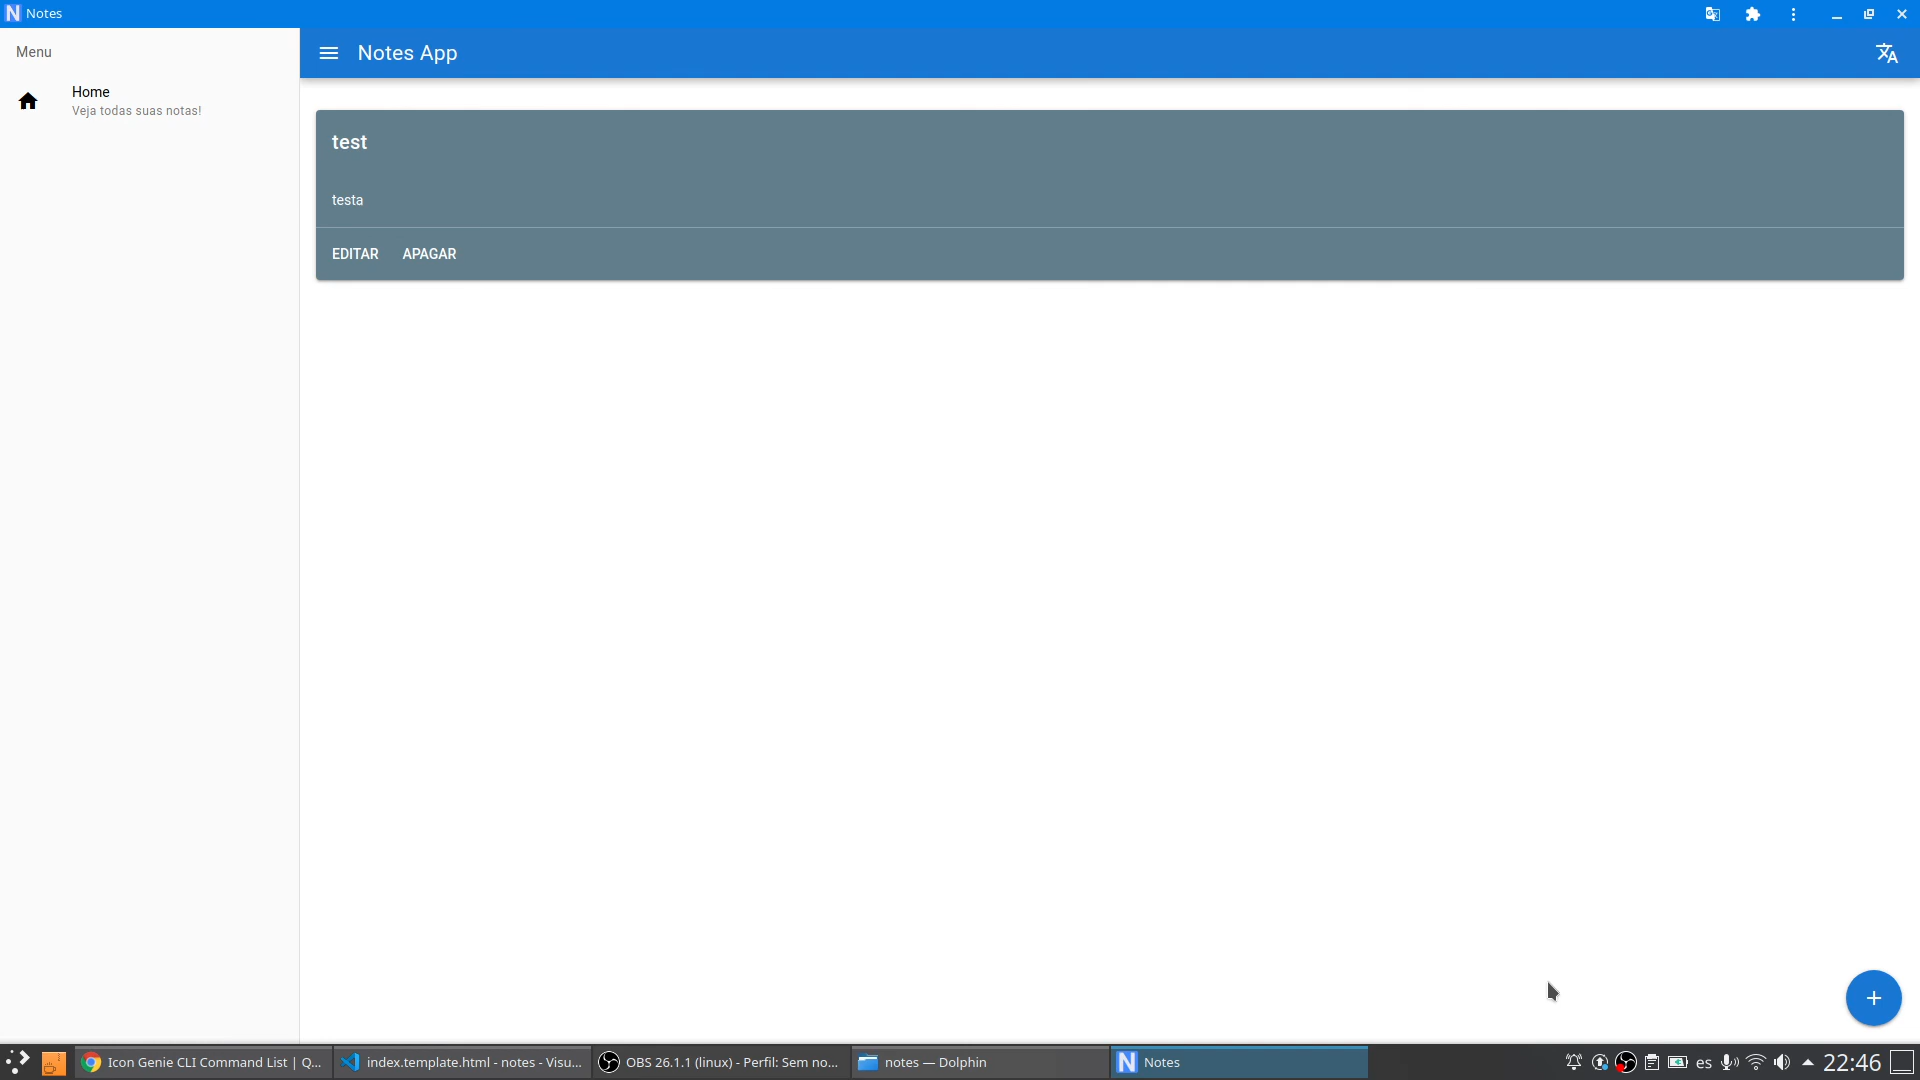 N Notes
Menu
Notes App
Home
Veja todas suas notas!
test
testa
EDITAR APAGAR
Icon Genie CLI Command List | Q...
index.template.html - notes - Visu...
OBS 26.1.1 (linux) - Perfil: Sem no...
notes — Dolphin
N Notes
es
22:46